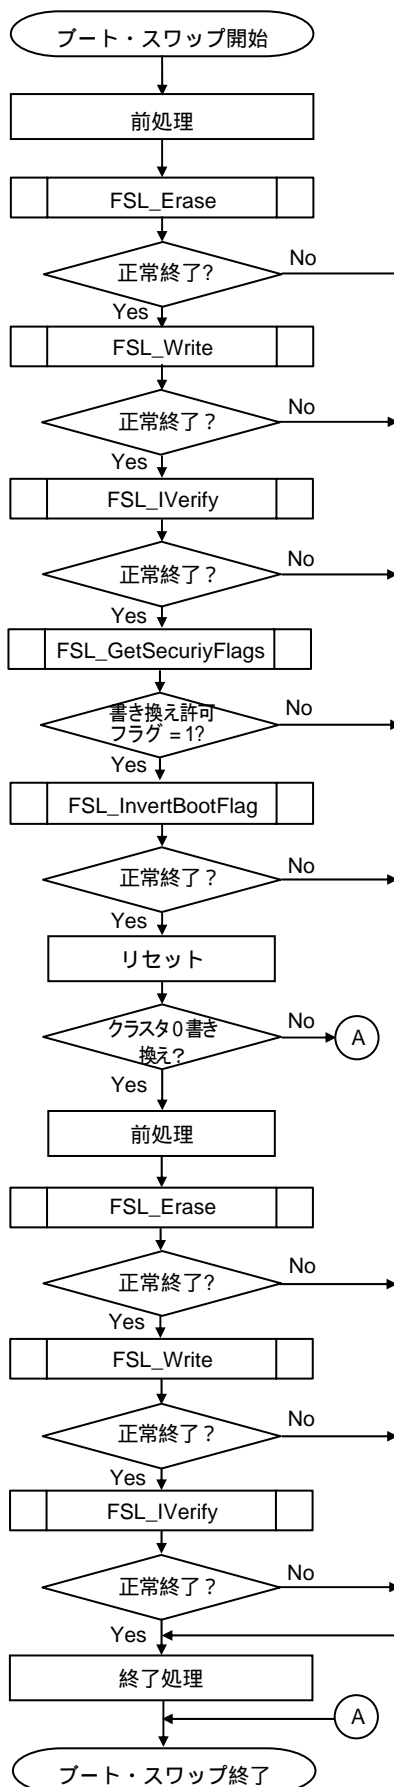 ブート・スワップ開始
前処理
FSL_Erase
正常終了?
No
Yes
FSL_Write
正常終了?
No
Yes
FSL_IVerify
正常終了?
No
Yes
FSL_GetSecuriyFlags
書き換え許可
フラグ = 1?
No
Yes
FSL_InvertBootFlag
正常終了?
No
Yes
リセット
クラスタ0書き
換え?
No
A
Yes
前処理
FSL_Erase
正常終了?
No
Yes
FSL_Write
正常終了?
No
Yes
FSL_IVerify
正常終了?
No
Yes
終了処理
A
ブート・スワップ終了